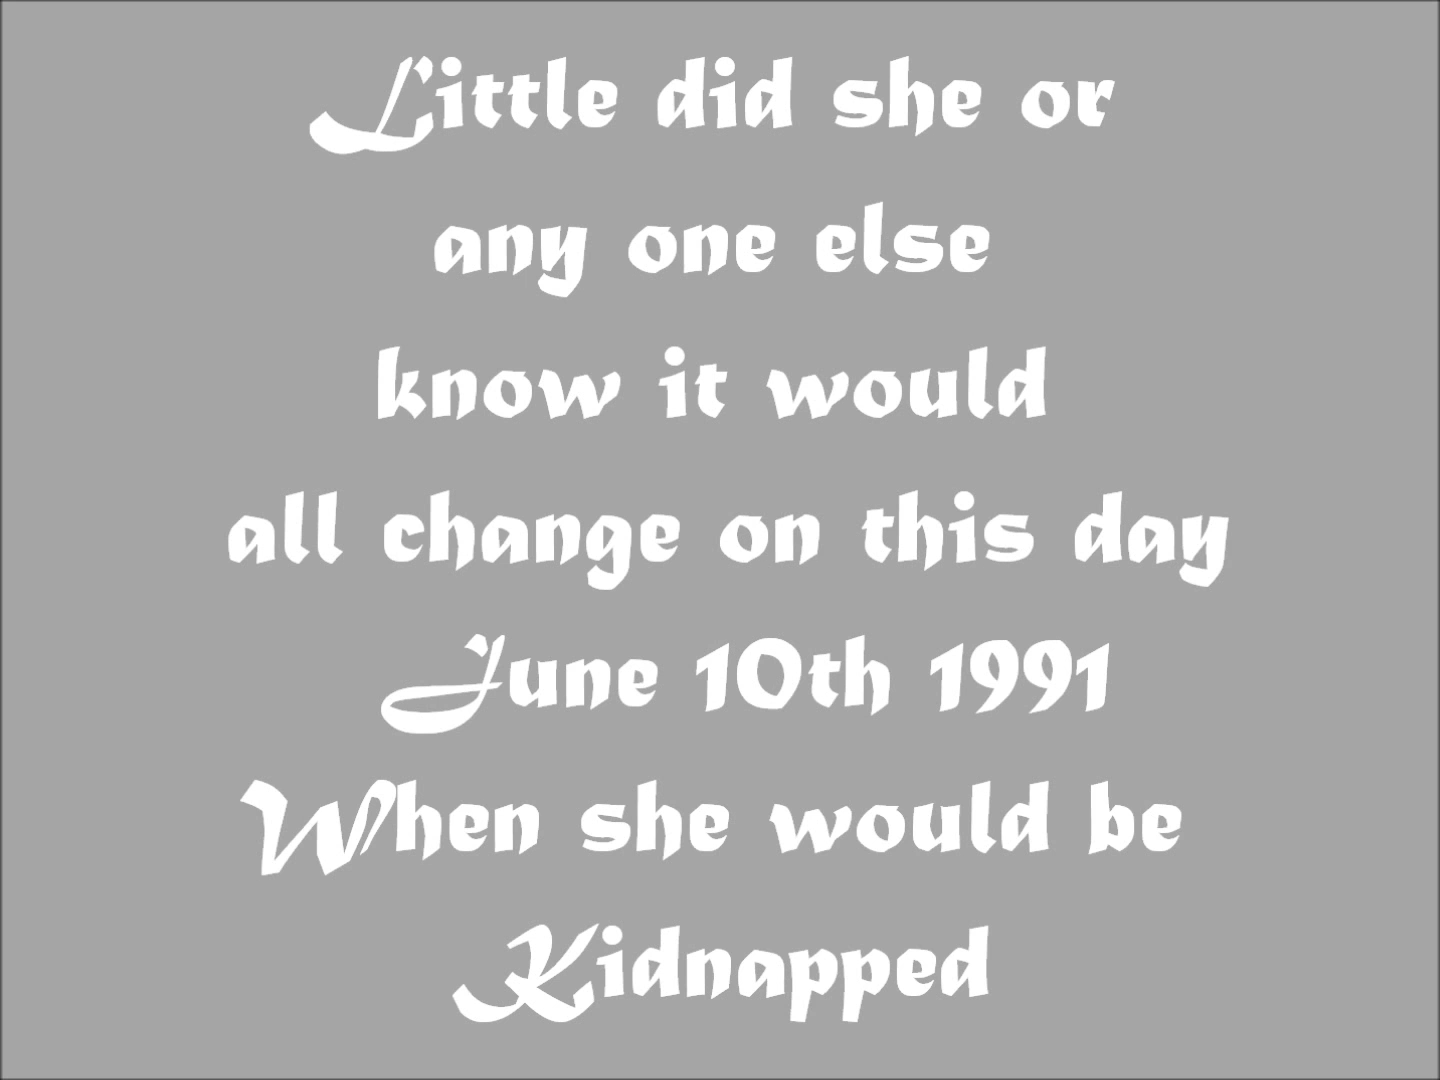 Little did she or
any one else
know it would
all change on this day
June 10th 1991
When she would be
Kidnapped